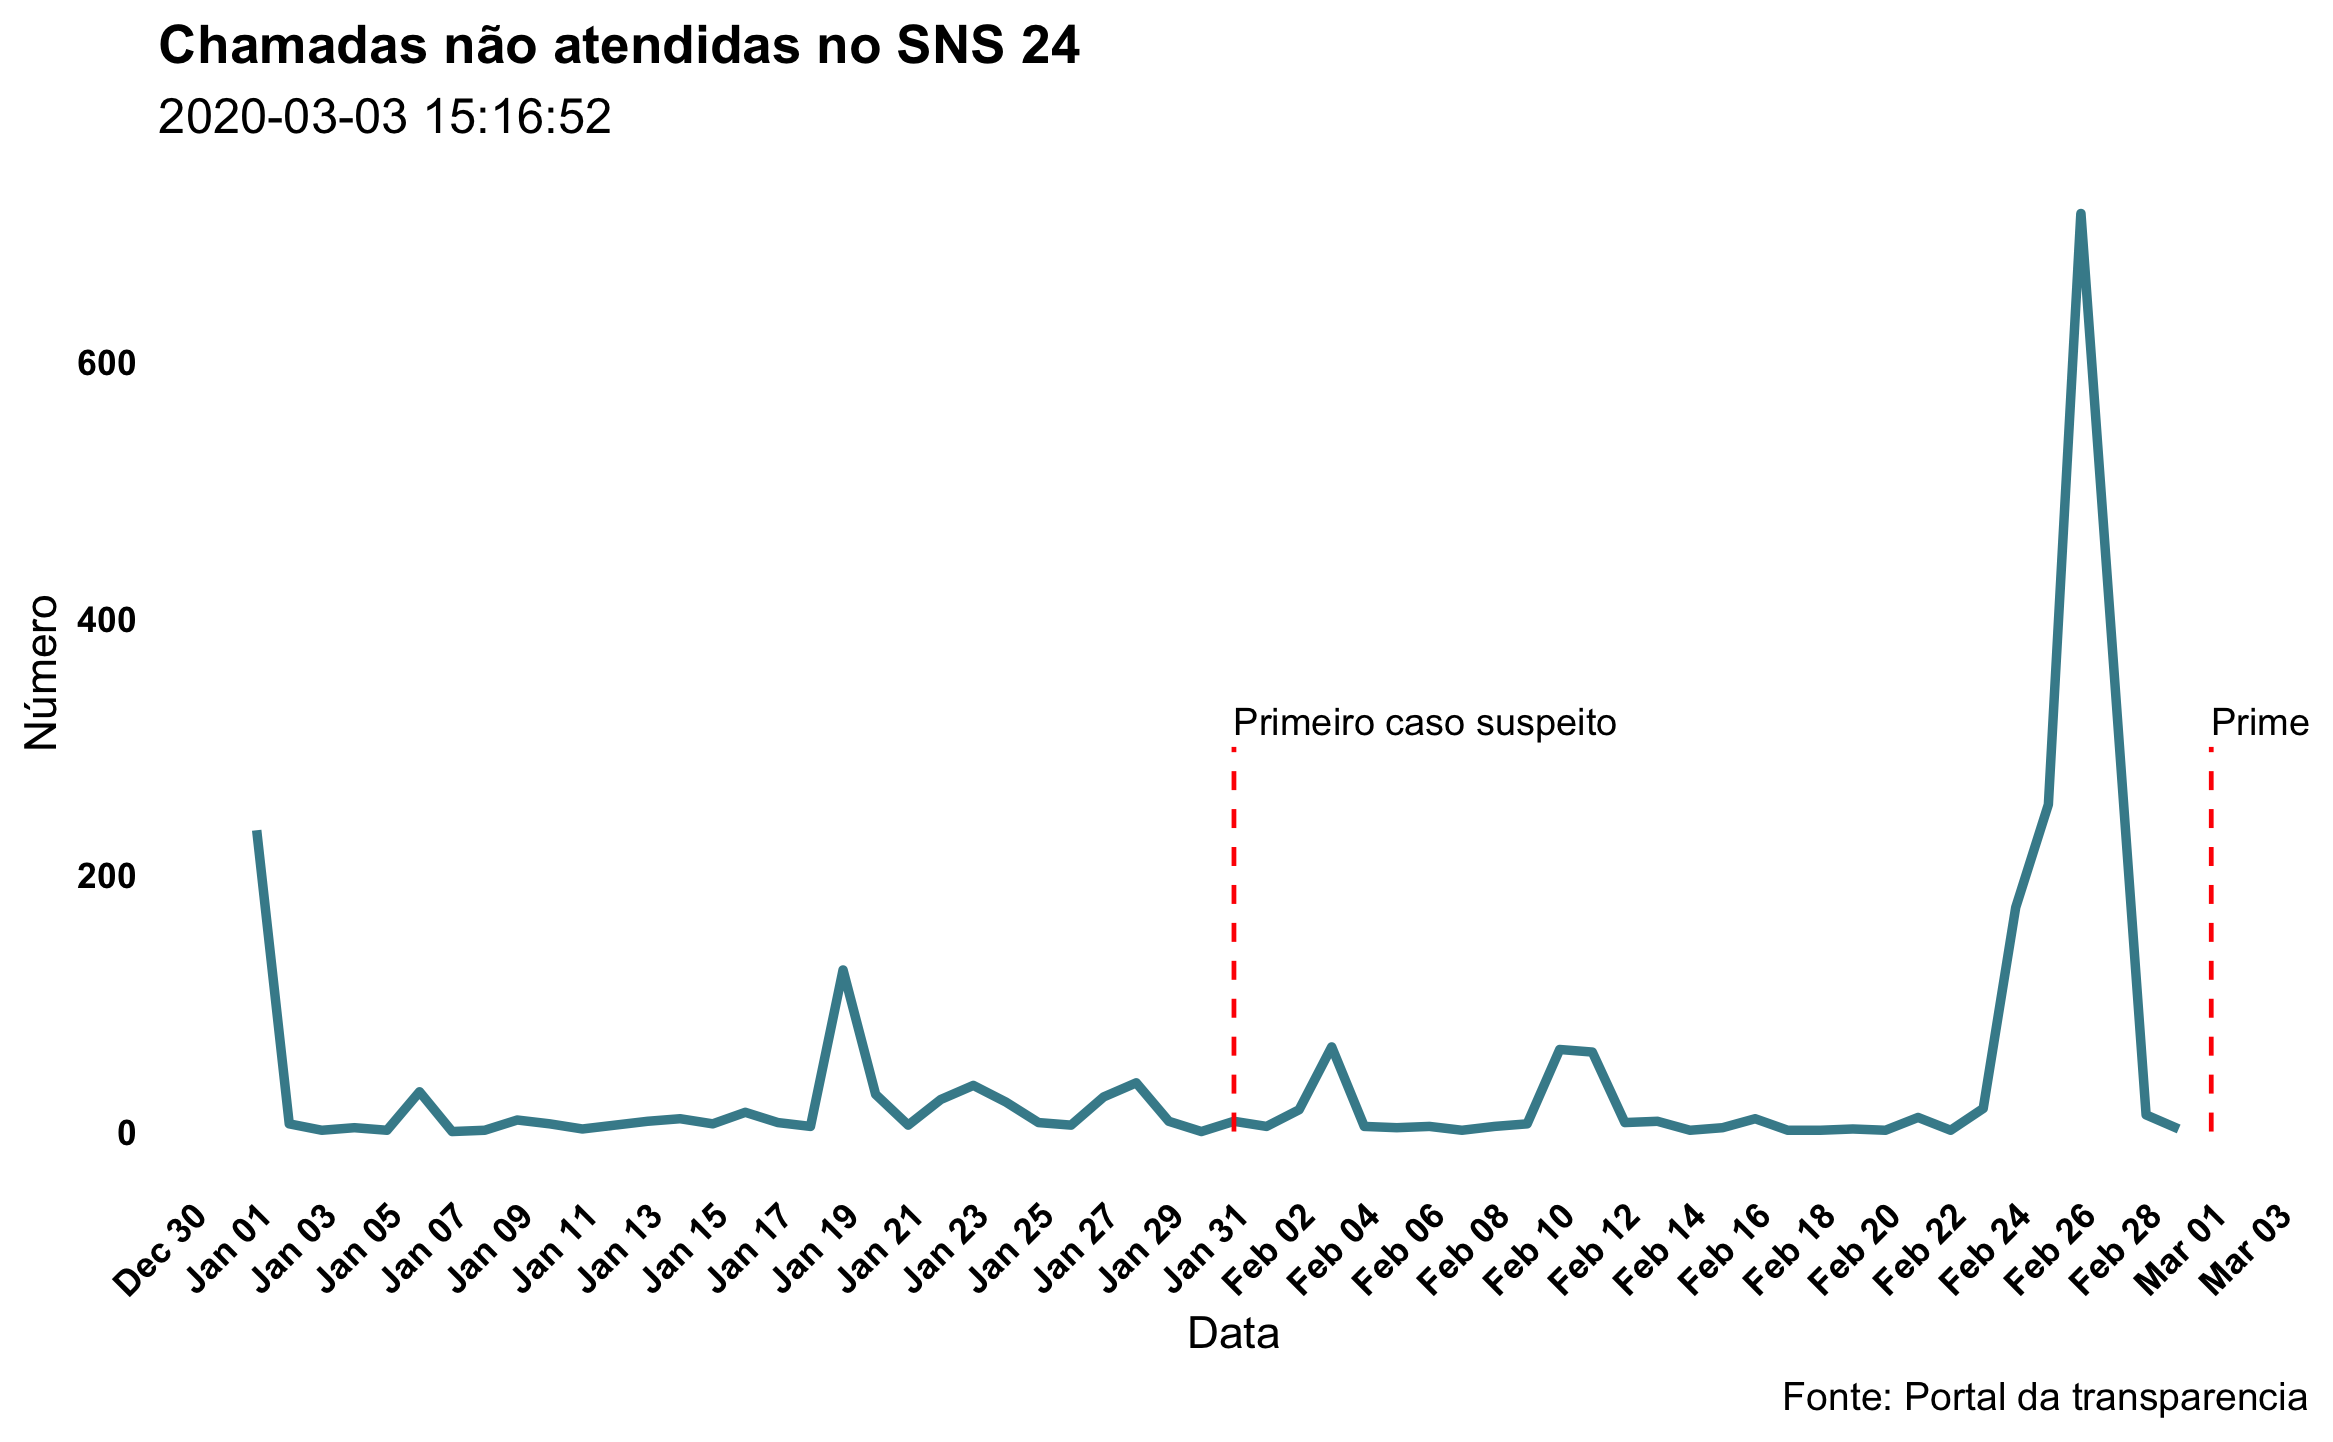 Chamadas não atendidas no SNS 24
2020-03-03 15:16:52
Número
600
400
200
0
Primeiro caso suspeito
Prime
Dec 30
Jan 01
Jan 03
Jan 05
Jan 07
Jan 09
Jan 11
Jan 13
Jan 15
Jan 17
Jan 19
Jan 21
Jan 23
Jan 25
Jan 27
Jan 29
Jan 31
Feb 02
Feb 04
Feb 06
Feb 08
Feb 10
Feb 12
Feb 14
Feb 16
Feb 18
Feb 20
Feb 22
Feb 24
Feb 26
Feb 28
Mar 01
Mar 03
Data
Fonte: Portal da transparencia